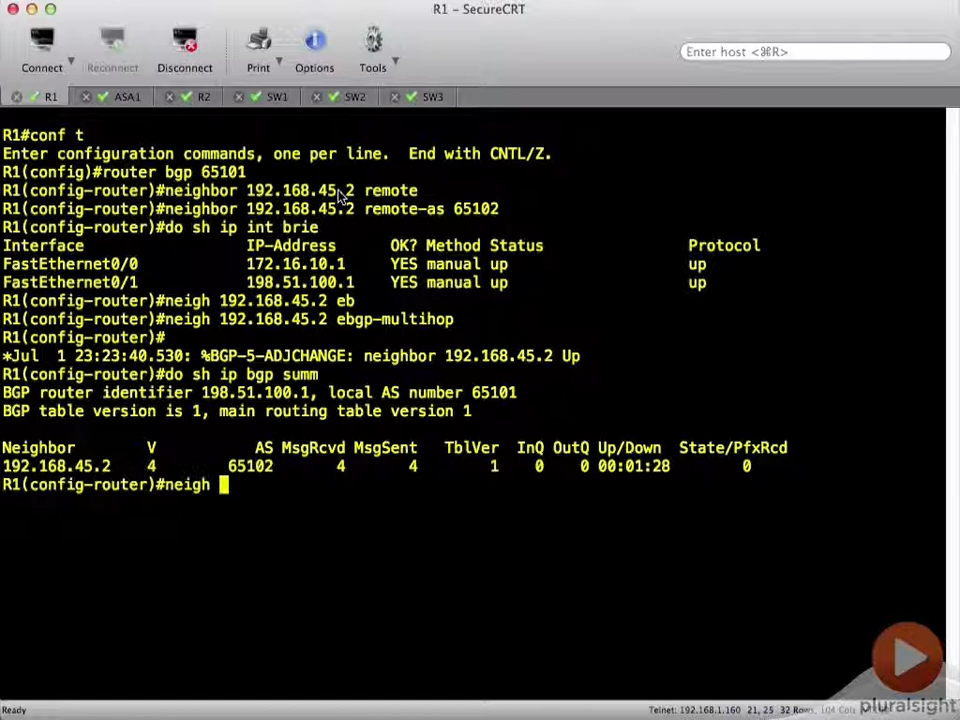 R1 – SecureCRT
Connect
Reconnect
Disconnect
Print
Options
Tools
Enter host <⌘R>
R1
ASA1
R2
SW1
SW2
SW3
R1#conf t
Enter configuration commands, one per line.  End with CNTL/Z.
R1(config)#router bgp 65101
R1(config-router)#neighbor 192.168.45.2 remote
R1(config-router)#neighbor 192.168.45.2 remote-as 65102
R1(config-router)#do sh ip int brie
Interface                  IP-Address      OK? Method Status                Protocol
FastEthernet0/0            172.16.10.1     YES manual up                    up
FastEthernet0/1            198.51.100.1    YES manual up                    up
R1(config-router)#neigh 192.168.45.2 eb
R1(config-router)#neigh 192.168.45.2 ebgp-multihop
R1(config-router)#
*Jul  1 23:23:40.530: %BGP-5-ADJCHANGE: neighbor 192.168.45.2 Up
R1(config-router)#do sh ip bgp summ
BGP router identifier 198.51.100.1, local AS number 65101
BGP table version is 1, main routing table version 1
Neighbor        V           AS MsgRcvd MsgSent   TblVer  InQ OutQ Up/Down  State/PfxRcd
192.168.45.2    4        65102       4       4        1    0    0 00:01:28        0
R1(config-router)#neigh
Ready
Telnet: 192.168.1.160  21, 25  32 Rows, 104 Cols
pluralsight